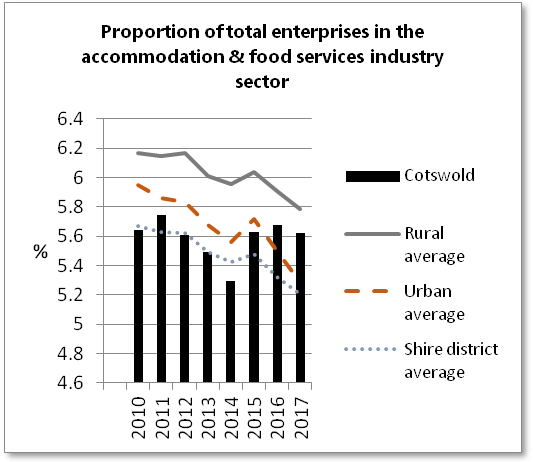 Proportion of total enterprises in the
accommodation & food services industry
sector
6.4
6.2
6
5.8
5.6
5.4
5.2
5
4.8
4.6
%
2010
2011
2012
2013
2014
2015
2016
2017
Cotswold
Rural
average
Urban
average
Shire district
average